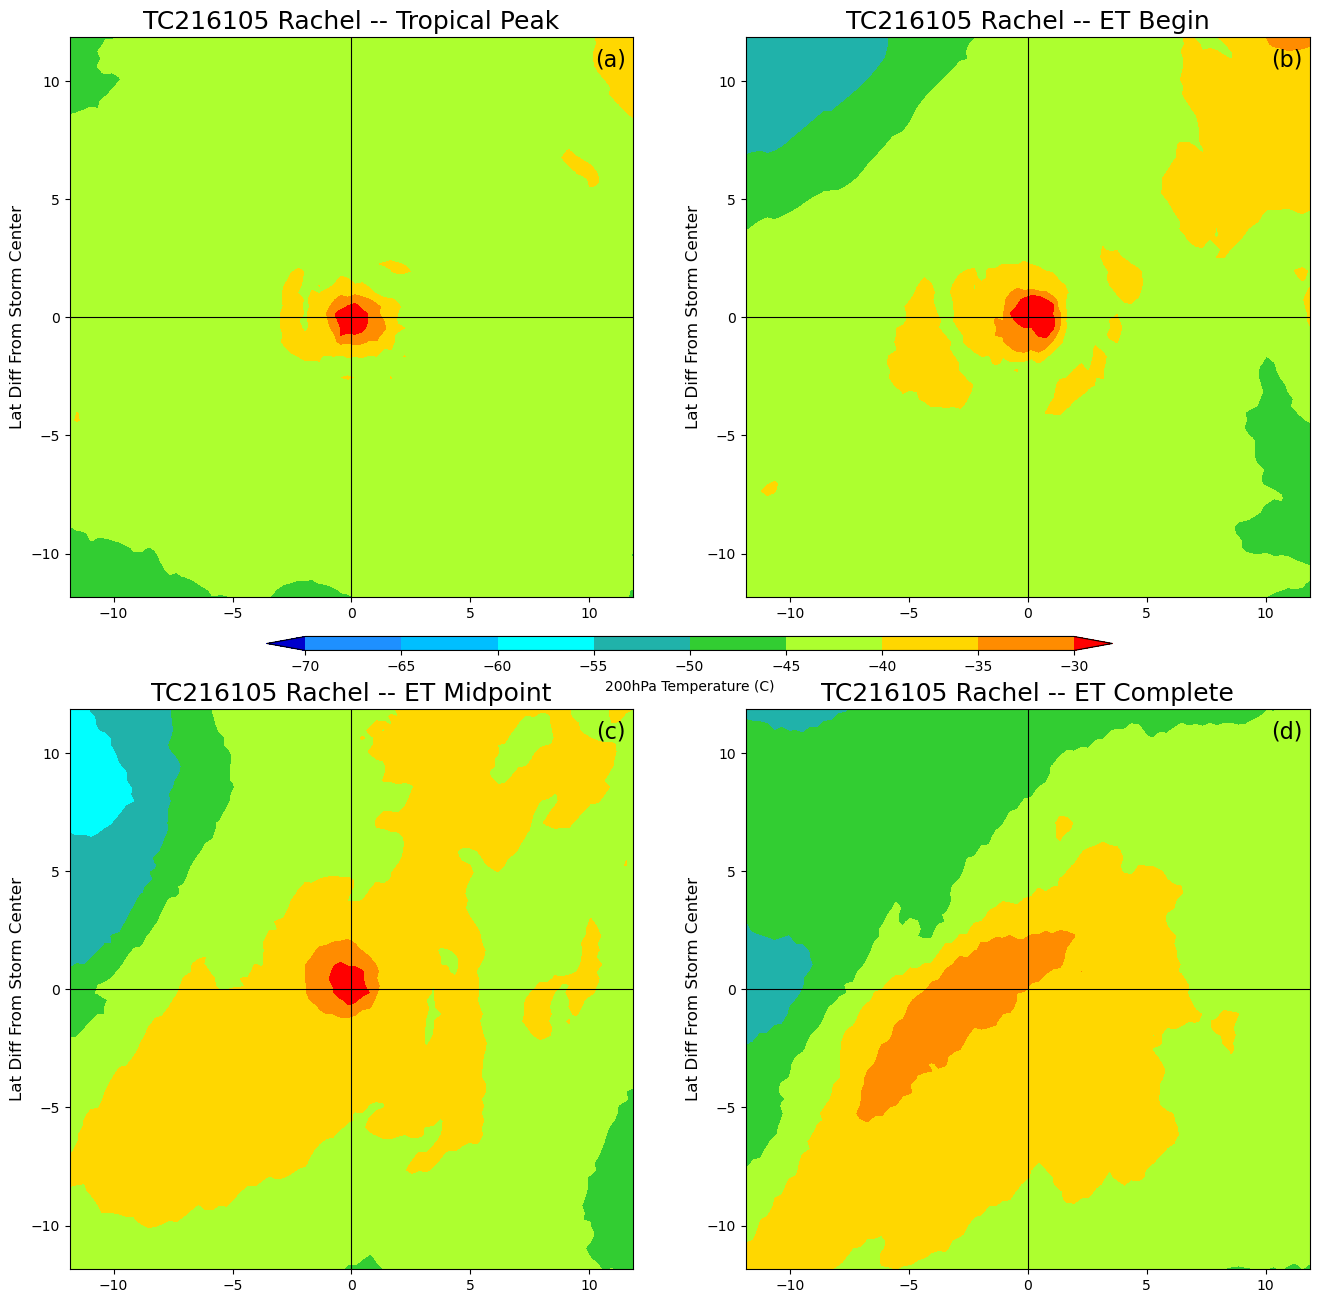 TC216105 Rachel -- Tropical Peak
TC216105 Rachel -- ET Begin
(a)
(b)
10
5
0
−5
−10
Lat Diff From Storm Center
10
5
0
−5
−10
Lat Diff From Storm Center
−10 −5 0 5 10
−10 −5 0 5 10
−70 −65 −60 −55 −50 −45 −40 −35 −30
200hPa Temperature (C)
TC216105 Rachel -- ET Midpoint
TC216105 Rachel -- ET Complete
(c)
(d)
10
5
0
−5
−10
Lat Diff From Storm Center
10
5
0
−5
−10
Lat Diff From Storm Center
−10 −5 0 5 10
−10 −5 0 5 10